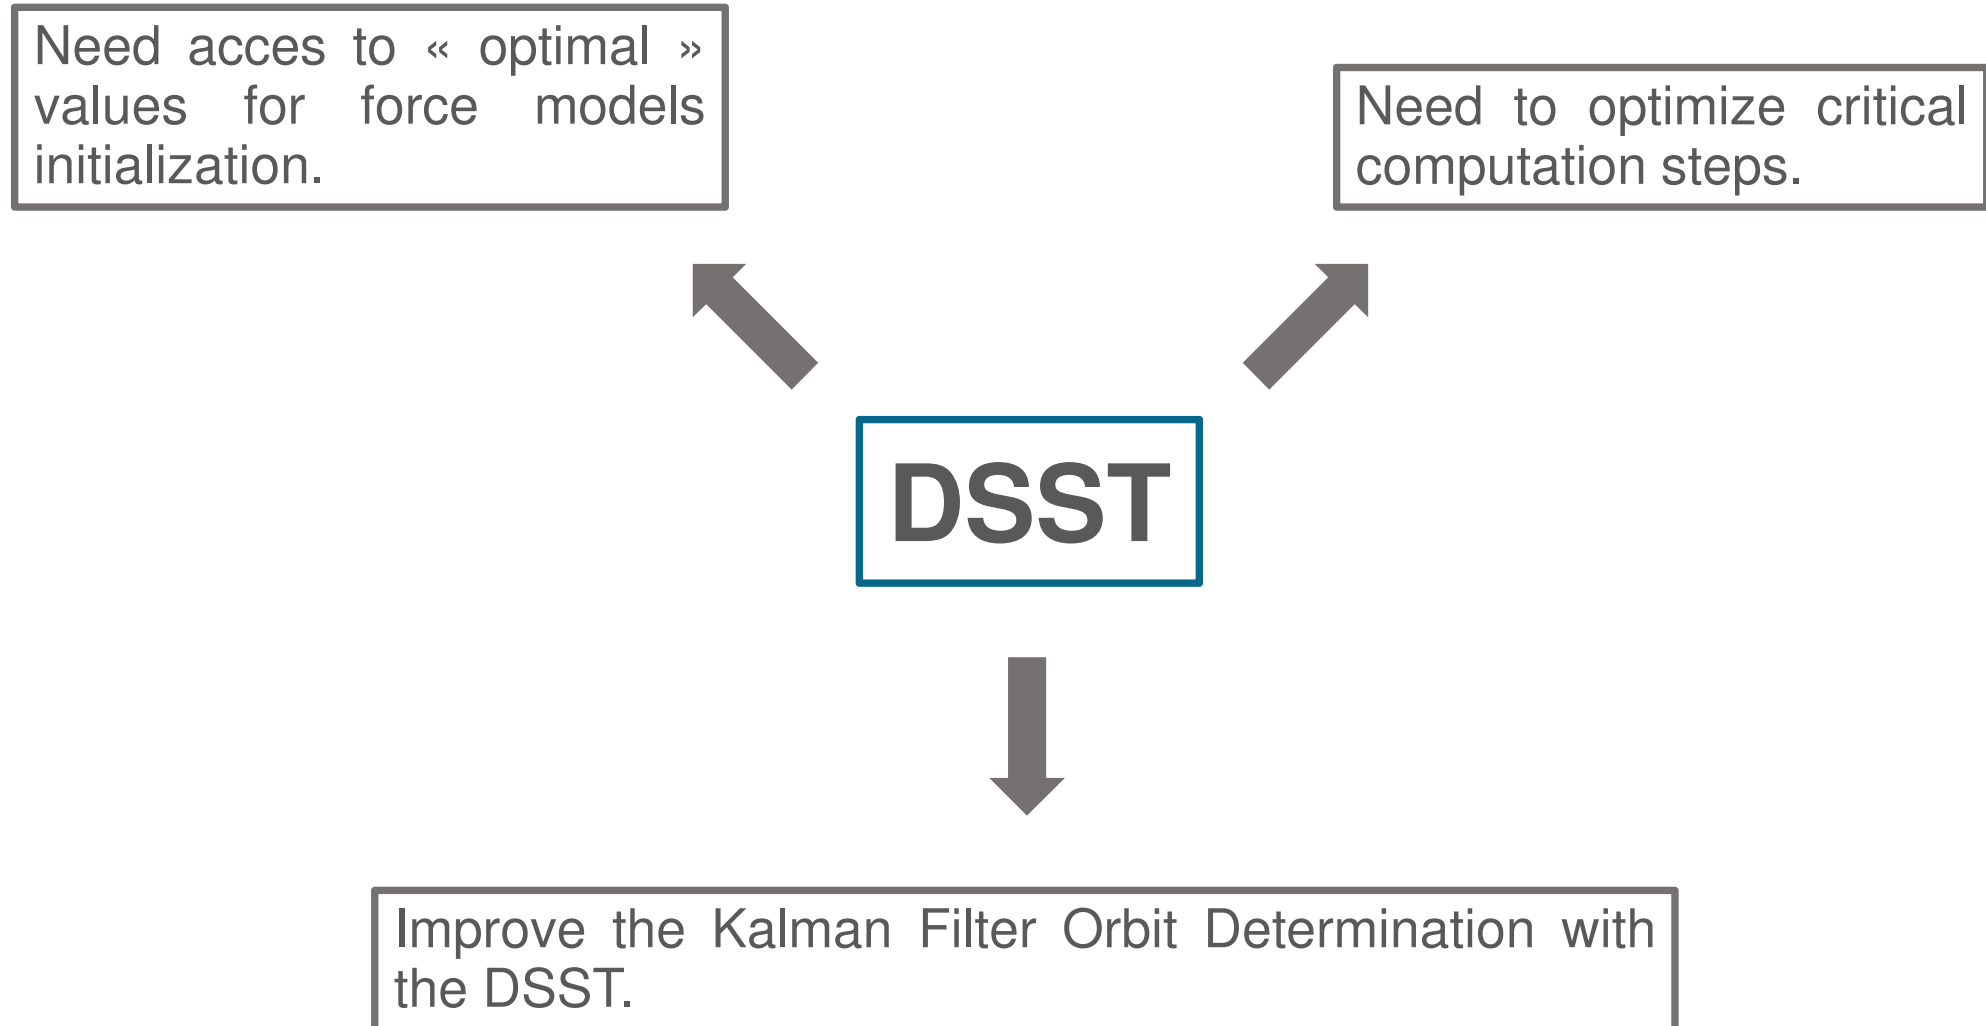 Need acces to « optimal »
values for force models
initialization.
Need to optimize critical
computation steps.
DSST
Improve the Kalman Filter Orbit Determination with
the DSST.